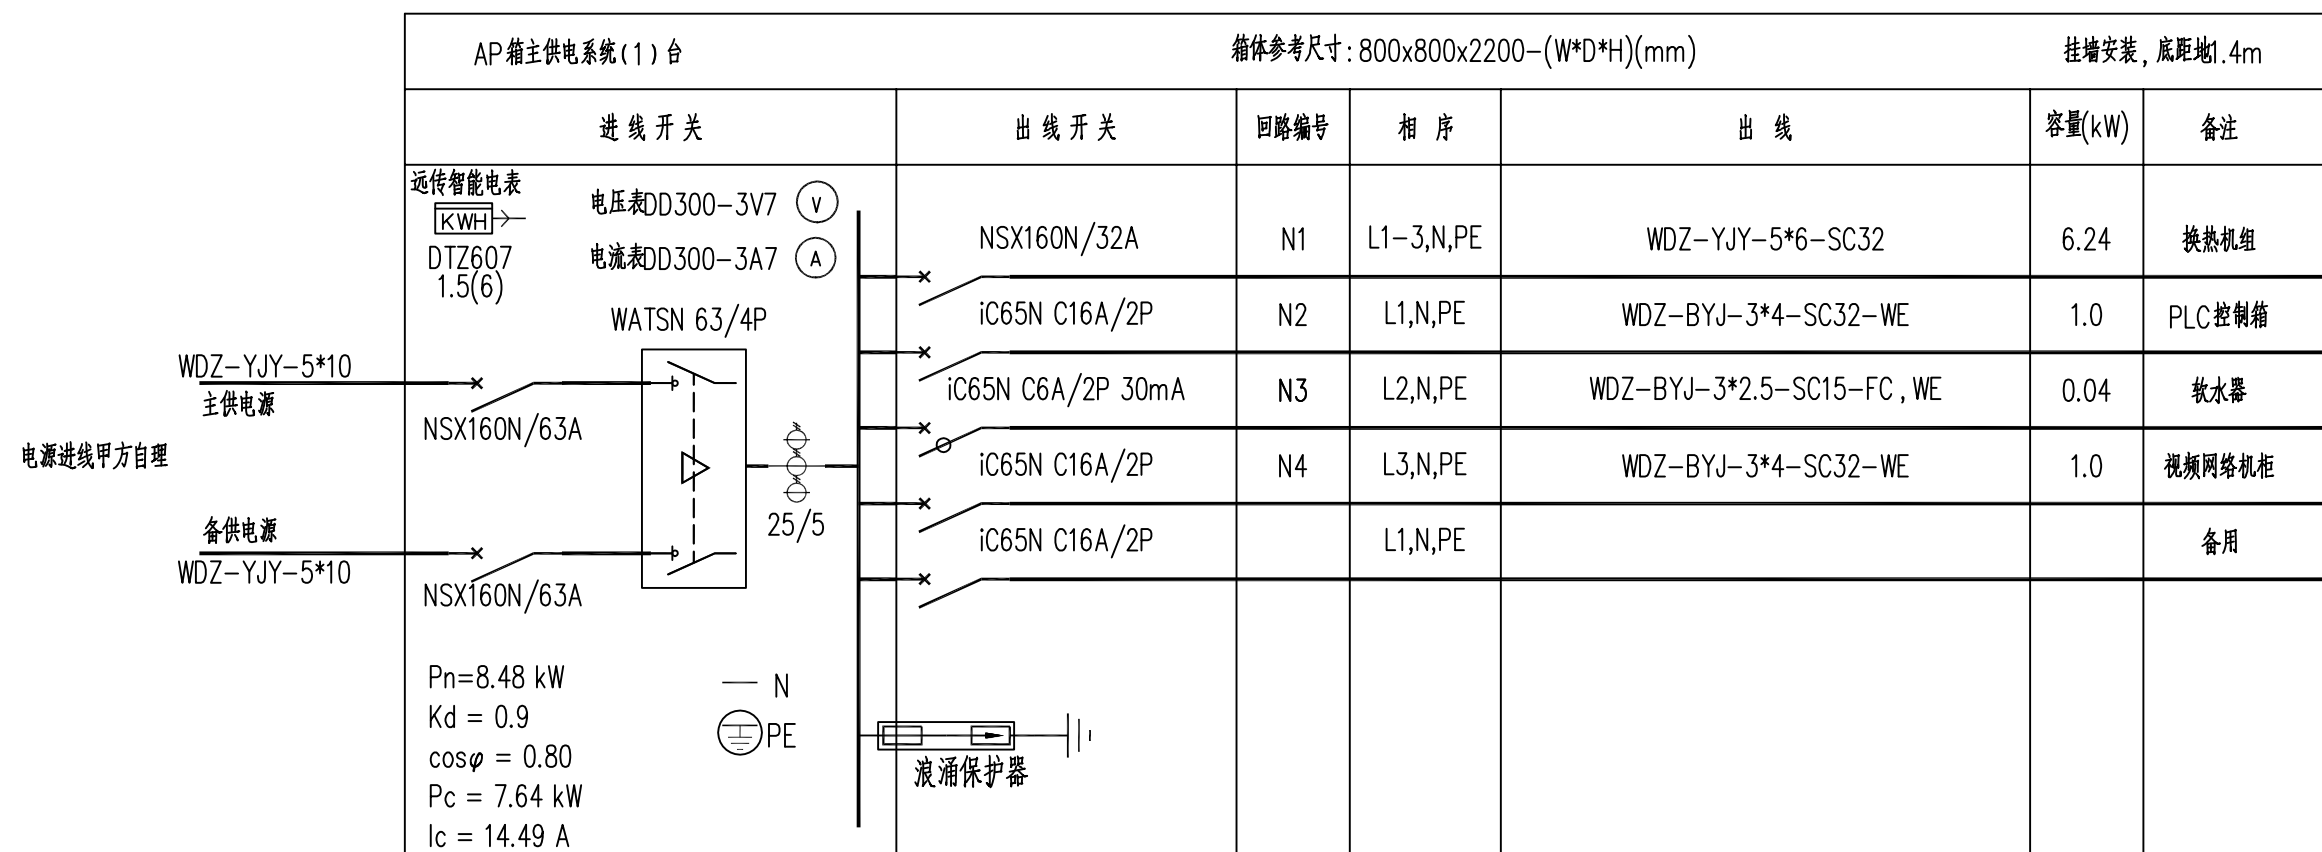 AP箱主供电系统(1)台 箱体参考尺寸:800x800x2200-(W*D*H)(mm) 挂墙安装,底距地1.4m
进线开关 出线开关 回路编号 相序 出线 容量(kW) 备注
远传智能电表
KWH
DTZ607
1.5(6)
电压表DD300-3V7 V
电流表DD300-3A7 A
WATSN 63/4P
WDZ-YJY-5*10
主供电源
NSX160N/63A
电源进线甲方自理
备供电源
WDZ-YJY-5*10
NSX160N/63A
25/5
NSX160N/32A N1 L1-3,N,PE WDZ-YJY-5*6-SC32 6.24 换热机组
iC65N C16A/2P N2 L1,N,PE WDZ-BYJ-3*4-SC32-WE 1.0 PLC控制箱
iC65N C6A/2P 30mA N3 L2,N,PE WDZ-BYJ-3*2.5-SC15-FC,WE 0.04 软水器
iC65N C16A/2P N4 L3,N,PE WDZ-BYJ-3*4-SC32-WE 1.0 视频网络机柜
iC65N C16A/2P L1,N,PE 备用
Pn=8.48 kW
Kd = 0.9
cosφ = 0.80
Pc = 7.64 kW
Ic = 14.49 A
N
PE
浪涌保护器